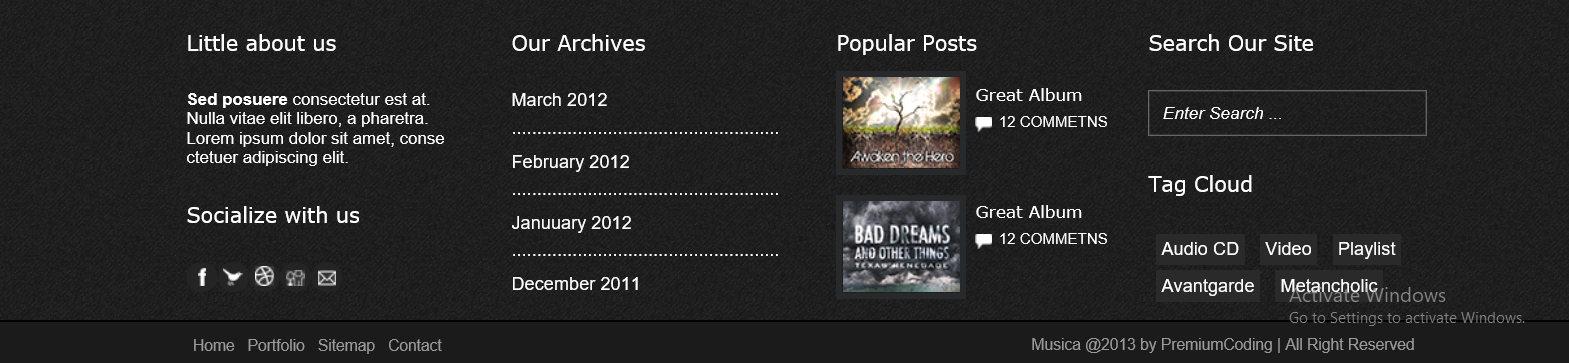 Little about us
Sed posuere consectetur est at.
Nulla vitae elit libero, a pharetra.
Lorem ipsum dolor sit amet, conse
ctetuer adipiscing elit.
Socialize with us
Our Archives
March 2012
February 2012
Januuary 2012
December 2011
Popular Posts
Awaken the Hero
Great Album
12 COMMETNS
BAD DREAMS
AND OTHER THINGS
TEXAS RENEGADE
Great Album
12 COMMETNS
Search Our Site
Enter Search ...
Tag Cloud
Audio CD Video Playlist
Avantgarde Metancholic
Activate Windows
Go to Settings to activate Windows.
Home Portfolio Sitemap Contact
Musica @2013 by PremiumCoding | All Right Reserved